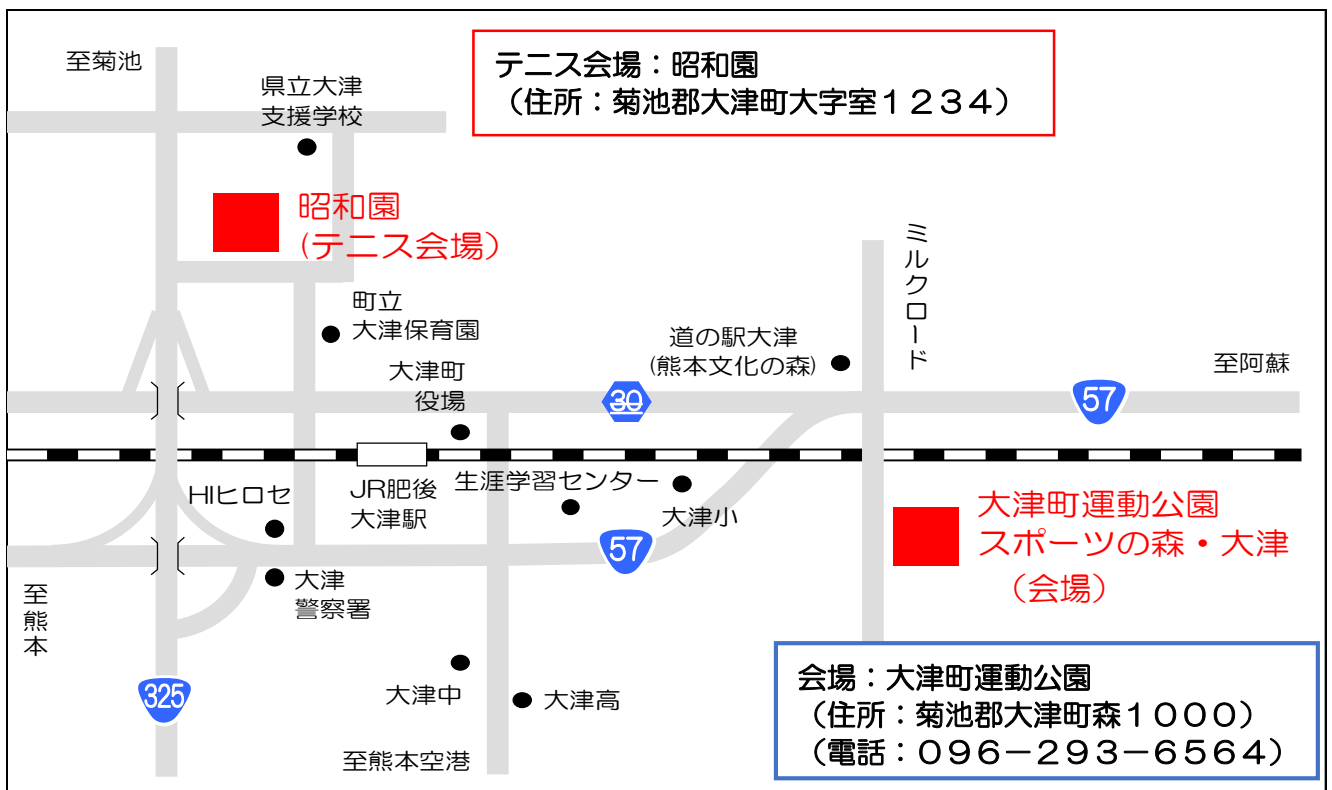 至菊池
県立大津
支援学校
テニス会場：昭和園
（住所：菊池郡大津町大字室１２３４）
昭和園
(テニス会場）
ミルクロード
町立
大津保育園
道の駅大津
(熊本文化の森)
至阿蘇
大津町
役場
30
57
HIヒロセ
JR肥後
大津駅
生涯学習センター
大津小
大津町運動公園
スポーツの森・大津
（会場）
57
大津
警察署
至熊本
325
大津中
大津高
至熊本空港
会場：大津町運動公園
（住所：菊池郡大津町森１０００）
（電話：０９６－２９３－６５６４）